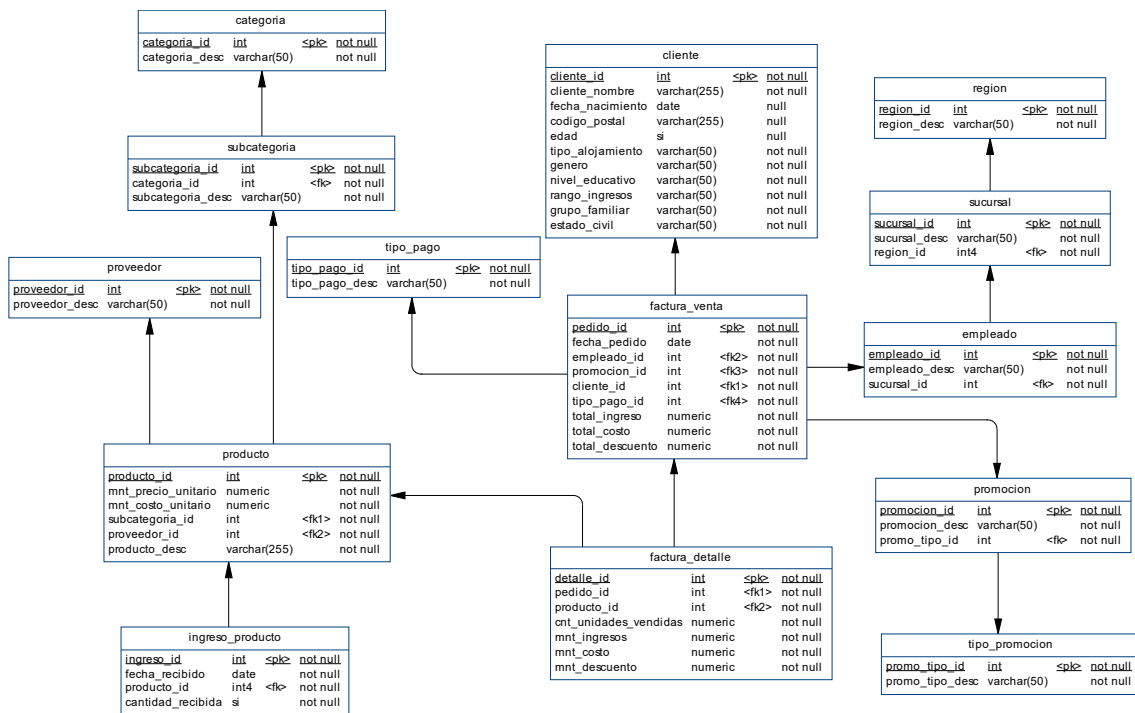 categoria
categoria_id int <pk> not null
categoria_desc varchar(50) not null
subcategoria
subcategoria_id int <pk> not null
categoria_id int <fk> not null
subcategoria_desc varchar(50) not null
proveedor
proveedor_id int <pk> not null
proveedor_desc varchar(50) not null
tipo_pago
tipo_pago_id int <pk> not null
tipo_pago_desc varchar(50) not null
cliente
cliente_id int <pk> not null
cliente_nombre varchar(255) not null
fecha_nacimiento date null
codigo_postal varchar(255) null
edad si null
tipo_alojamiento varchar(50) not null
genero varchar(50) not null
nivel_educativo varchar(50) not null
rango_ingresos varchar(50) not null
grupo_familiar varchar(50) not null
estado_civil varchar(50) not null
region
region_id int <pk> not null
region_desc varchar(50) not null
sucursal
sucursal_id int <pk> not null
sucursal_desc varchar(50) not null
region_id int4 <fk> not null
factura_venta
pedido_id int <pk> not null
fecha_pedido date not null
empleado_id int <fk2> not null
promocion_id int <fk3> not null
cliente_id int <fk1> not null
tipo_pago_id int <fk4> not null
total_ingreso numeric not null
total_costo numeric not null
total_descuento numeric not null
empleado
empleado_id int <pk> not null
empleado_desc varchar(50) not null
sucursal_id int <fk> not null
producto
producto_id int <pk> not null
mnt_precio_unitario numeric not null
mnt_costo_unitario numeric not null
subcategoria_id int <fk1> not null
proveedor_id int <fk2> not null
producto_desc varchar(255) not null
promocion
promocion_id int <pk> not null
promocion_desc varchar(50) not null
promo_tipo_id int <fk> not null
factura_detalle
detalle_id int <pk> not null
pedido_id int <fk1> not null
producto_id int <fk2> not null
cnt_unidades_vendidas numeric not null
mnt_ingresos numeric not null
mnt_costo numeric not null
mnt_descuento numeric not null
ingreso_producto
ingreso_id int <pk> not null
fecha_recibido date not null
producto_id int4 <fk> not null
cantidad_recibida si not null
tipo_promocion
promo_tipo_id int <pk> not null
promo_tipo_desc varchar(50) not null